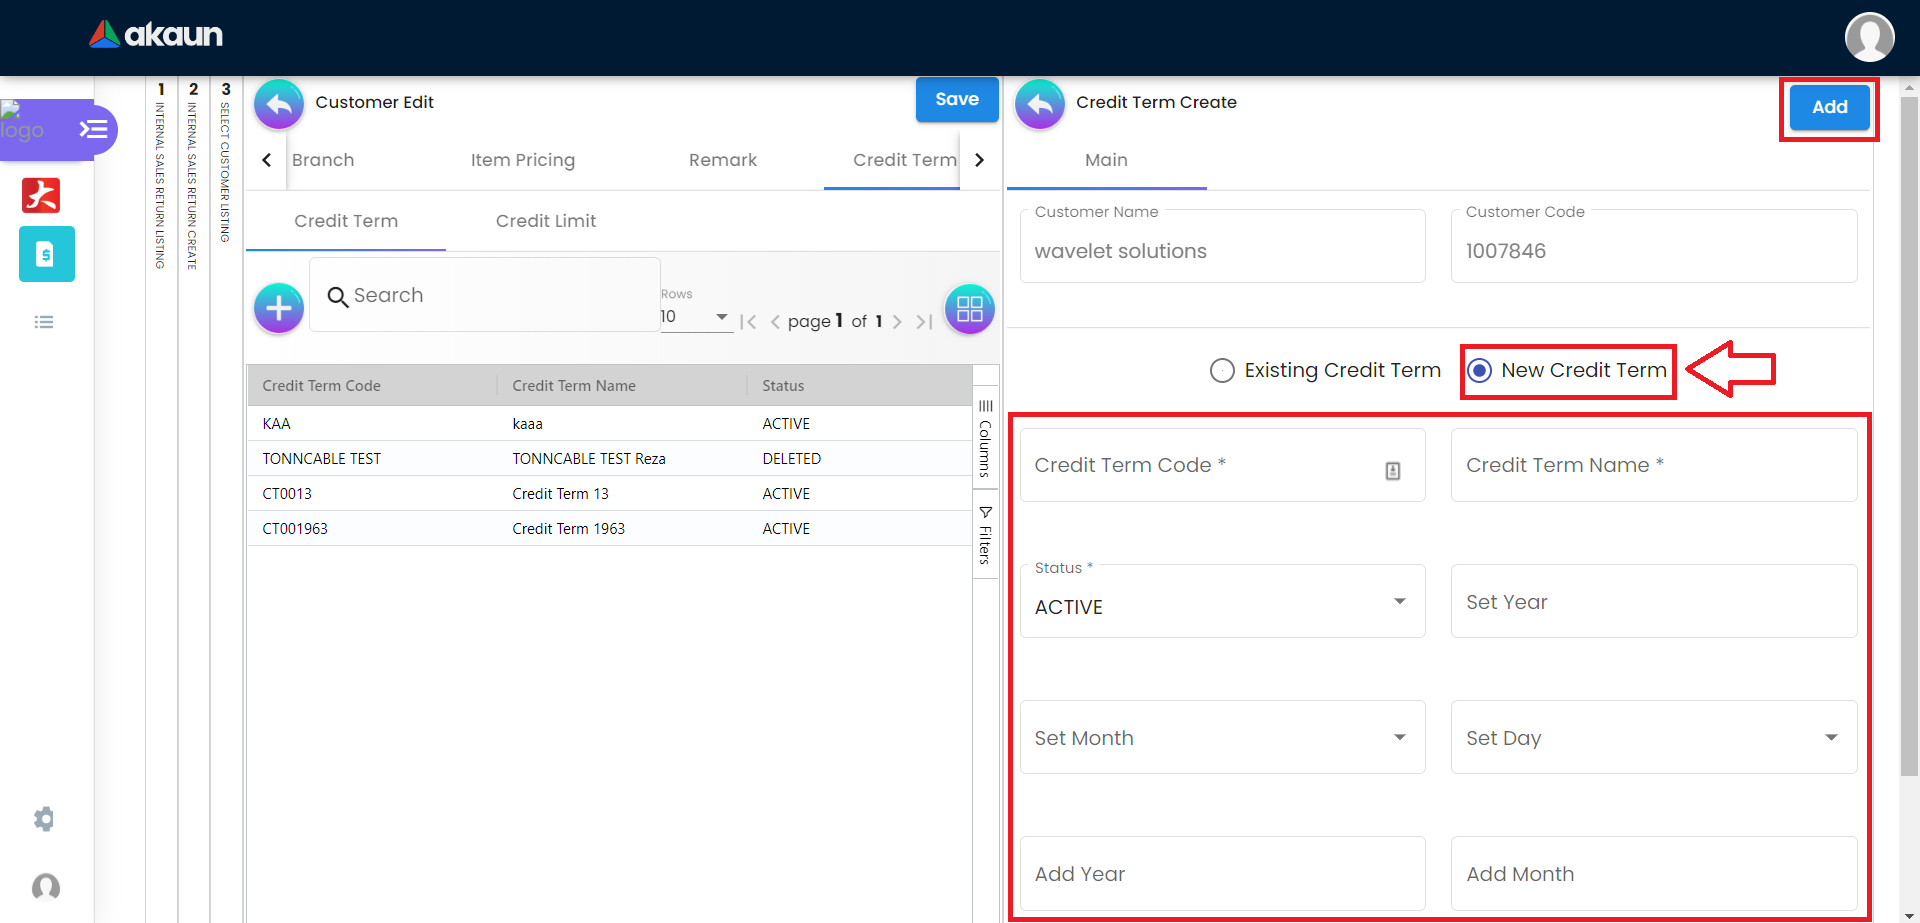 akaun
logo
1 INTERNAL SALES RETURN LISTING
2 INTERNAL SALES RETURN CREATE
3 SELECT CUSTOMER LISTING
Customer Edit
Save
Branch
Item Pricing
Remark
Credit Term
Credit Term
Credit Limit
Search
Rows
10
page 1 of 1
Credit Term Code
Credit Term Name
Status
KAA
kaaa
ACTIVE
TONNCABLE TEST
TONNCABLE TEST Reza
DELETED
CT0013
Credit Term 13
ACTIVE
CT001963
Credit Term 1963
ACTIVE
Columns
Filters
Credit Term Create
Add
Main
Customer Name
wavelet solutions
Customer Code
1007846
Existing Credit Term
New Credit Term
Credit Term Code *
Credit Term Name *
Status *
ACTIVE
Set Year
Set Month
Set Day
Add Year
Add Month